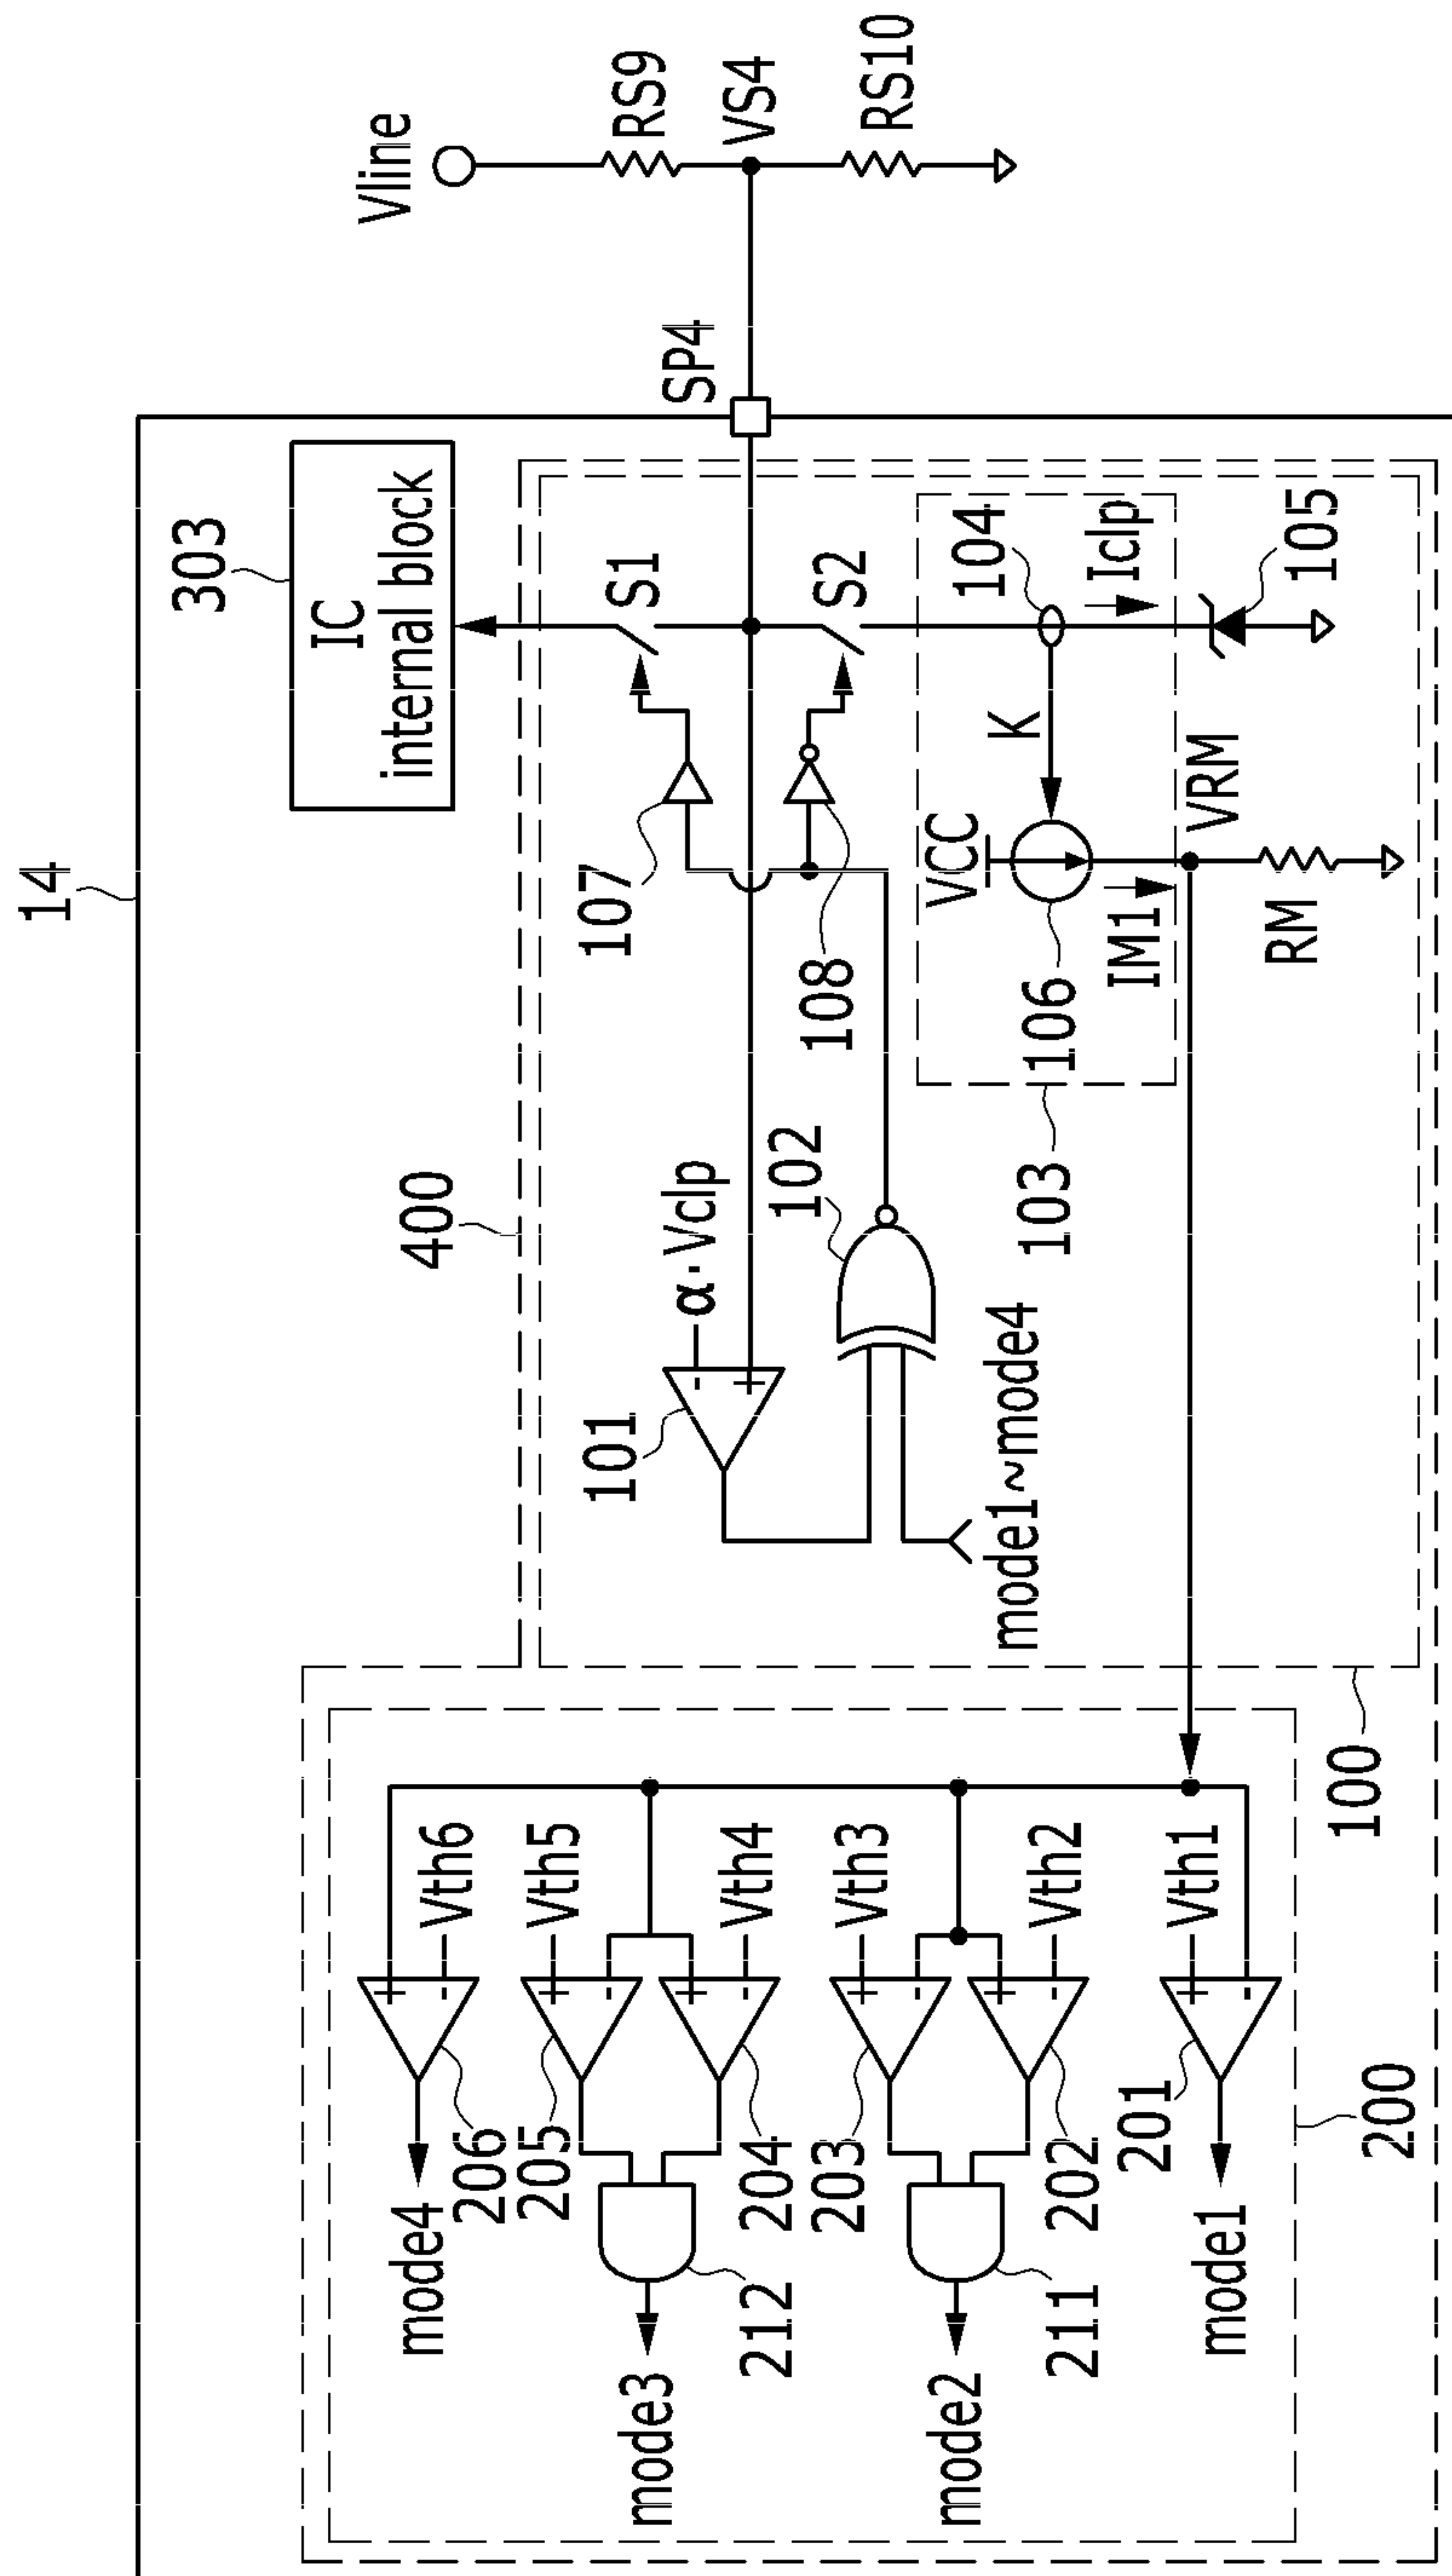 14
303
IC
internal block
Vline
RS9
VS4
RS10
SP4
400
S1
S2
107
108
101
α·Vclp
102
mode1~mode4
VCC
K
104
Iclp
105
106
IM1
103
VRM
RM
100
Vth6
Vth5
Vth4
Vth3
Vth2
Vth1
206
205
204
203
202
201
212
211
200
mode4
mode3
mode2
mode1